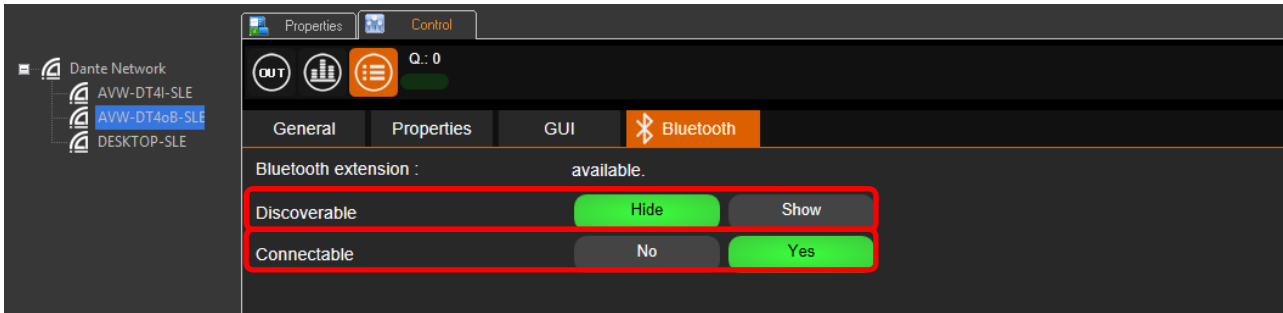 Properties Control
Dante Network
AVW-DT4I-SLE
AVW-DT4oB-SLE
DESKTOP-SLE
OUT
Q.: 0
General Properties GUI Bluetooth
Bluetooth extension : available.
Discoverable Hide Show
Connectable No Yes